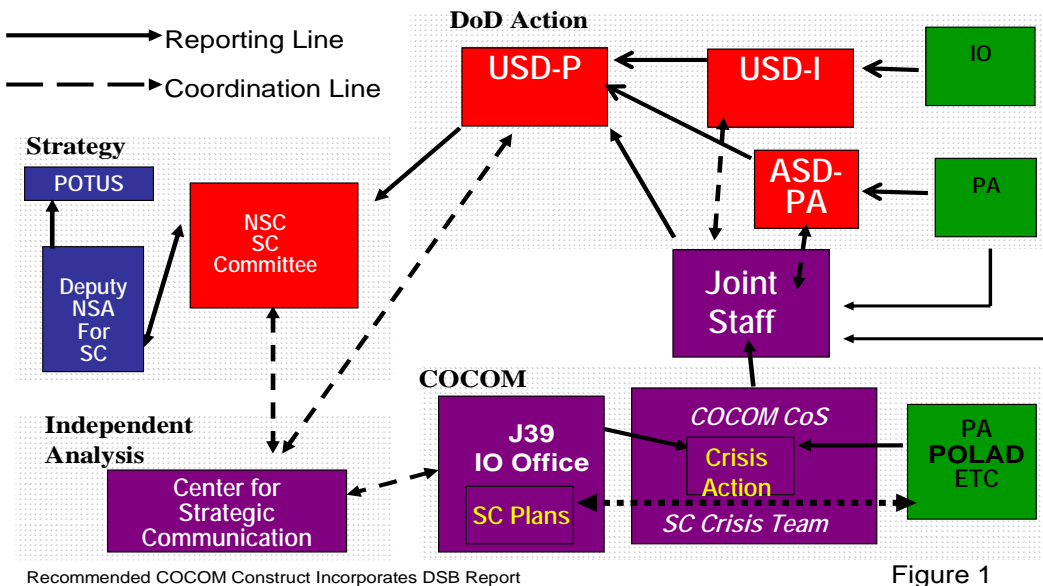 DoD Action
Reporting Line
Coordination Line
USD-P
USD-I
IO
Strategy
POTUS
NSC
SC
Committee
ASD-
PA
PA
Deputy
NSA
For
SC
Joint
Staff
COCOM
Independent
Analysis
Center for
Strategic
Communication
J39
IO Office
SC Plans
COCOM CoS
Crisis
Action
SC Crisis Team
PA
POLAD
ETC
Recommended COCOM Construct Incorporates DSB Report
Figure 1